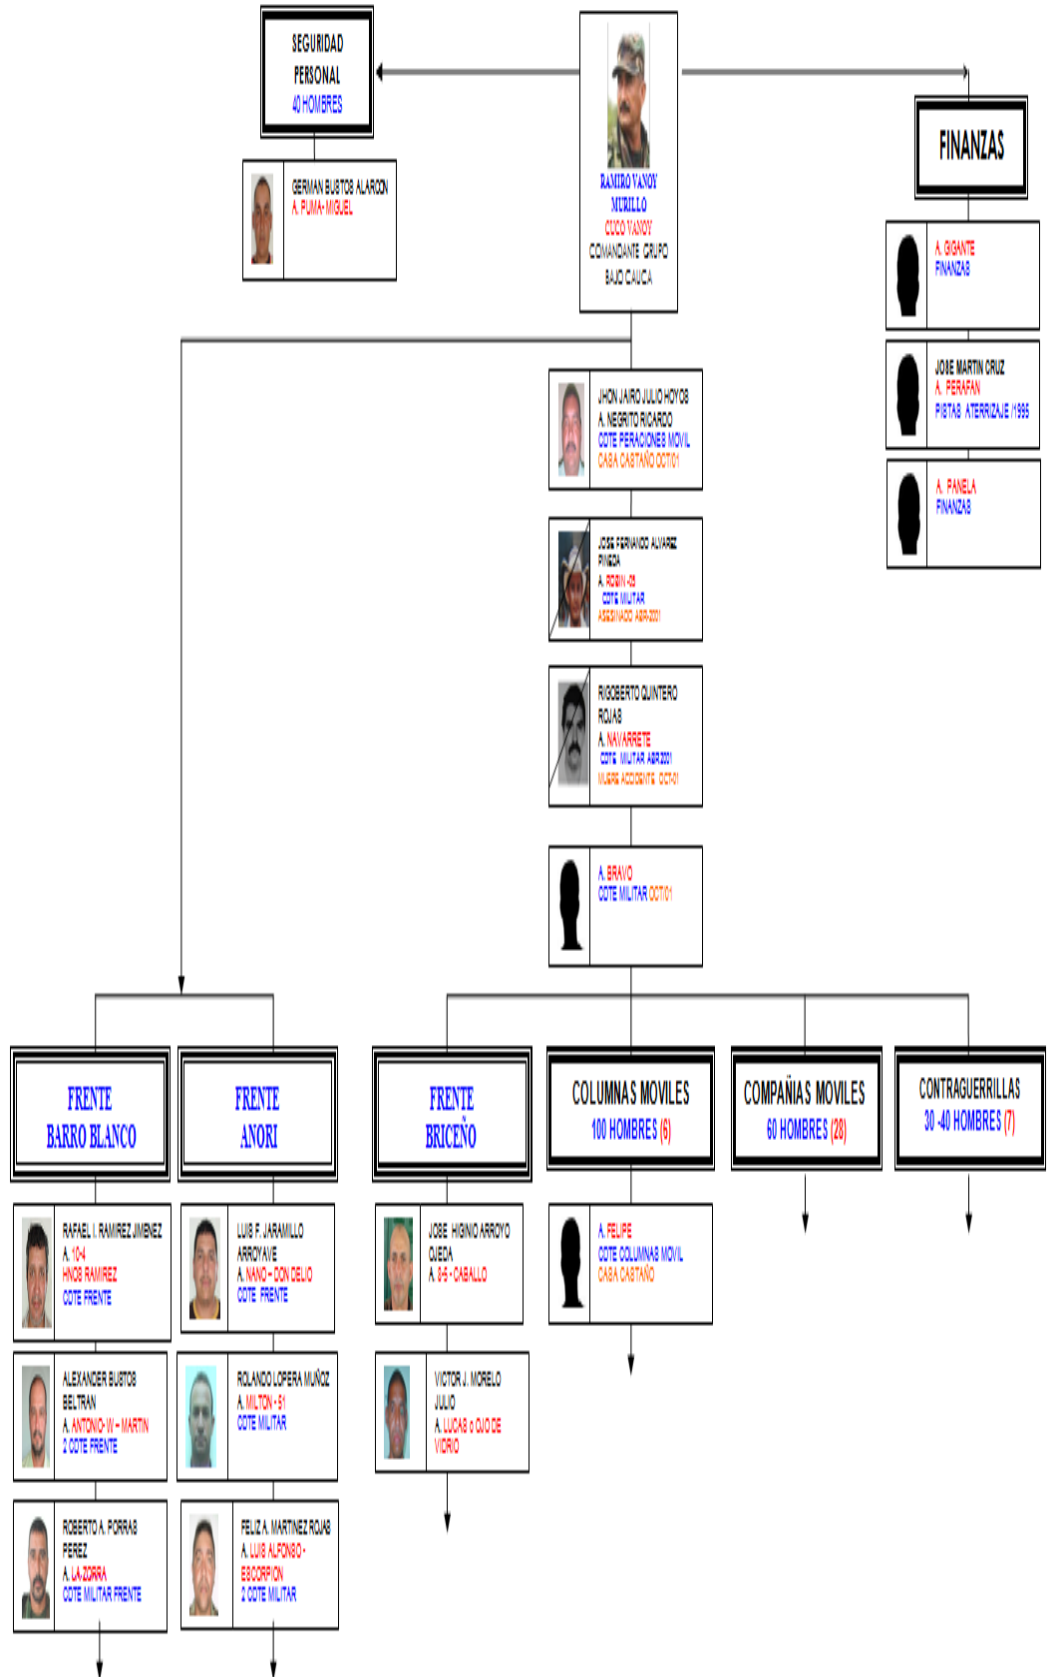 SEGURIDAD
PERSONAL
40 HOMBRES
GERMAN BUSTOS ALARCON
A. PUMA- MIGUEL
RAMIRO VANOY
MURILLO
CUCO VANOY
COMANDANTE GRUPO
BAJO CAUCA
FINANZAS
A. GIGANTE
FINANZAS
JOSE MARTIN CRUZ
A. PERAFAN
PISTAS ATERRIZAJE /1995
A. PANELA
FINANZAS
JHON JAIRO JULIO HOYOS
A. NEGRITO RICARDO
CDTE PERACIONES MOVIL
CASA CASTAÑO OCT/01
JOSE FERNANDO ALVAREZ
PINEDA
A. ROBIN -23
CDTE MILITAR
ASESINADO ABR-2001
RIGOBERTO QUINTERO
ROJAS
A. NAVARRETE
CDTE MILITAR ABR2001
MUERE ACCIDENTE OCT-01
A. BRAVO
CDTE MILITAR OCT/01
FRENTE
BARRO BLANCO
FRENTE
ANORI
FRENTE
BRICEÑO
COLUMNAS MOVILES
100 HOMBRES (6)
COMPAÑIAS MOVILES
60 HOMBRES (28)
CONTRAGUERRILLAS
30 -40 HOMBRES (7)
RAFAEL I. RAMIREZ JIMENEZ
A. 10-4
HNOS RAMIREZ
CDTE FRENTE
LUIS F. JARAMILLO
ARROYAVE
A. NANO – DON DELIO
CDTE FRENTE
JOSE HIGINIO ARROYO
OJEDA
A. 8-5 - CABALLO
A. FELIPE
CDTE COLUMNAS MOVIL
CASA CASTAÑO
ALEXANDER BUSTOS
BELTRAN
A. ANTONIO- W – MARTIN
2 CDTE FRENTE
ROLANDO LOPERA MUÑOZ
A. MILTON - 51
CDTE MILITAR
VICTOR J. MORELO
JULIO
A. LUCAS o OJO DE
VIDRIO
ROBERTO A. PORRAS
PEREZ
A. LA-ZORRA
CDTE MILITAR FRENTE
FELIZ A. MARTINEZ ROJAS
A. LUIS ALFONSO -
ESCORPION
2 CDTE MILITAR